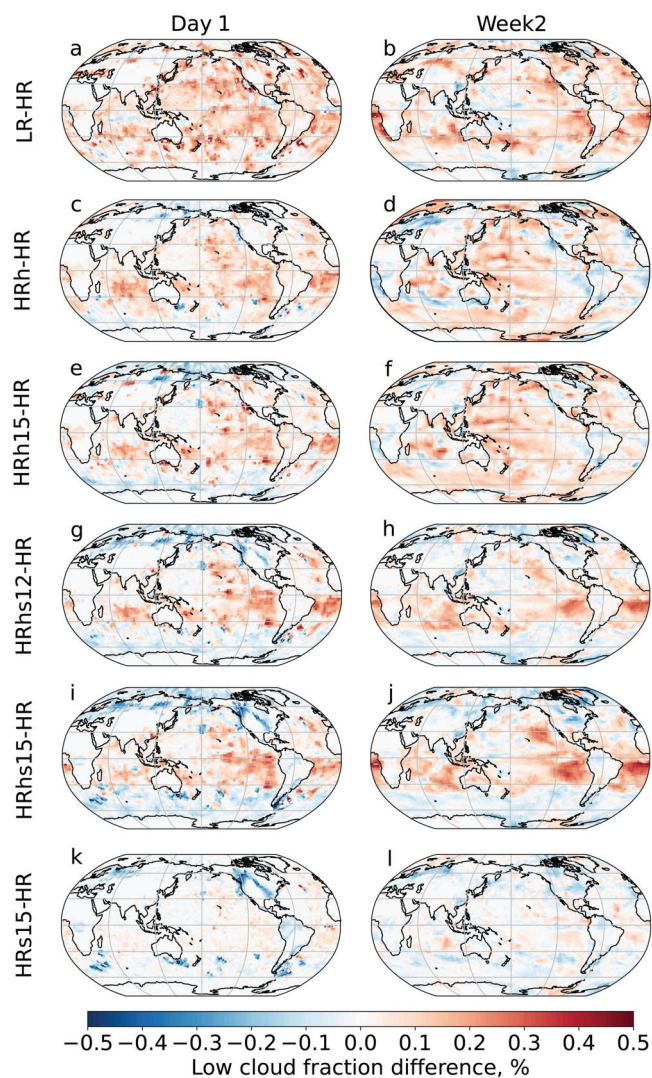 Day 1 Week2
a b
LR-HR
c d
HRh-HR
e f
HRh15-HR
g h
HRhs12-HR
i j
HRhs15-HR
k l
HRs15-HR
−0.5 −0.4 −0.3 −0.2 −0.1 0.0 0.1 0.2 0.3 0.4 0.5
Low cloud fraction difference, %